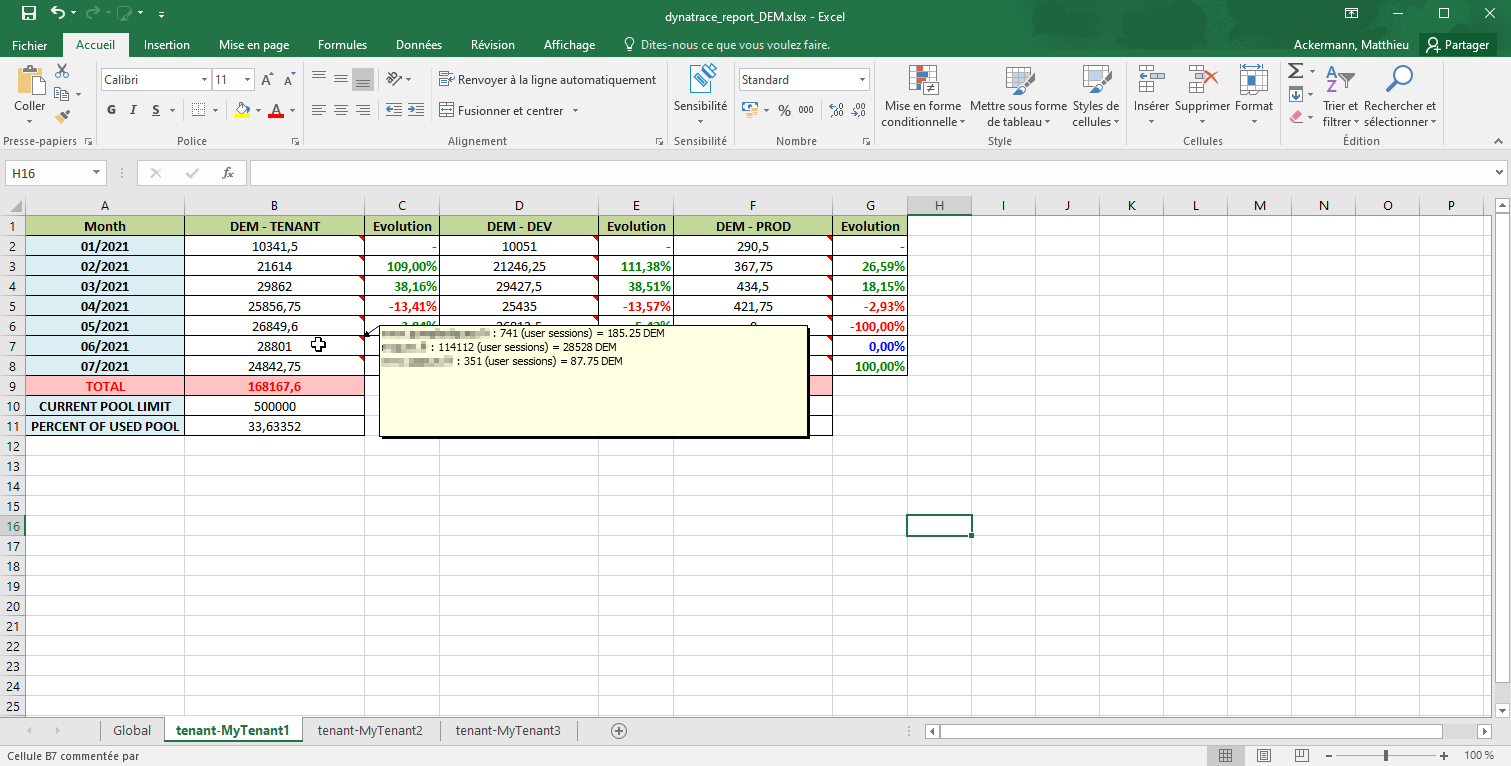 dynatrace_report_DEM.xlsx - Excel
Fichier Accueil Insertion Mise en page Formules Données Révision Affichage Dites-nous ce que vous voulez faire. Ackermann, Matthieu Partager
Coller Calibri 11 Renvoyer à la ligne automatiquement Sensibilité Standard Mise en forme conditionnelle Mettre sous forme de tableau Styles de cellules Insérer Supprimer Format Trier et filtrer Rechercher et sélectionner
G I S Fusionner et centrer % 000
Presse-papiers Police Alignement Sensibilité Nombre Style Cellules Édition
H16 fx
A B C D E F G H I J K L M N O P
1 Month DEM - TENANT Evolution DEM - DEV Evolution DEM - PROD Evolution
2 01/2021 10341,5 - 10051 - 290,5 -
3 02/2021 21614 109,00% 21246,25 111,38% 367,75 26,59%
4 03/2021 29862 38,16% 29427,5 38,51% 434,5 18,15%
5 04/2021 25856,75 -13,41% 25435 -13,57% 421,75 -2,93%
6 05/2021 26849,6 -100,00%
: 741 (user sessions) = 185.25 DEM
7 06/2021 28801 : 114112 (user sessions) = 28528 DEM 0,00%
8 07/2021 24842,75 : 351 (user sessions) = 87.75 DEM 100,00%
9 TOTAL 168167,6
10 CURRENT POOL LIMIT 500000
11 PERCENT OF USED POOL 33,63352
12
13
14
15
16
17
18
19
20
21
22
23
24
25
Global tenant-MyTenant1 tenant-MyTenant2 tenant-MyTenant3
Cellule B7 commentée par 100 %